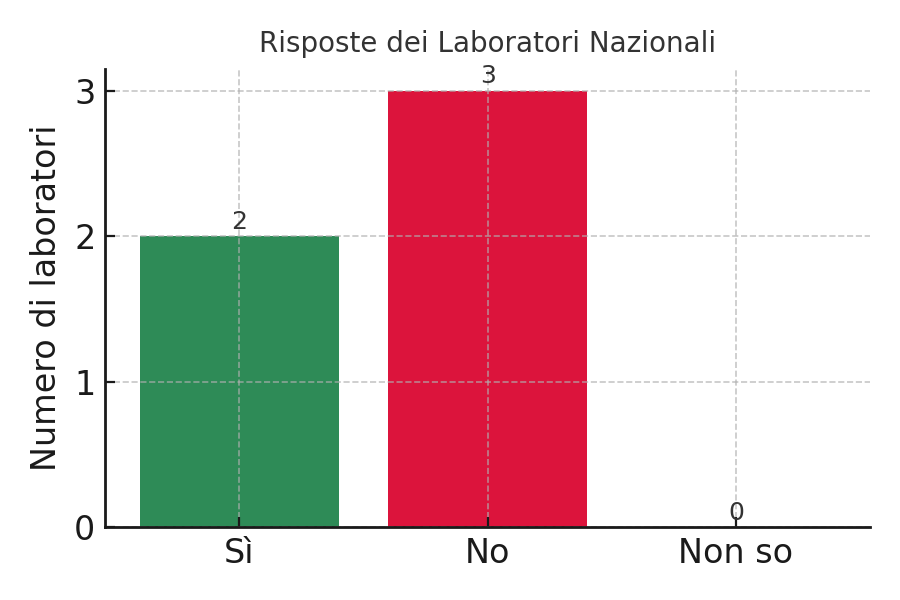 Risposte dei Laboratori Nazionali
Numero di laboratori
3
2
1
0
2
3
0
Sì
No
Non so